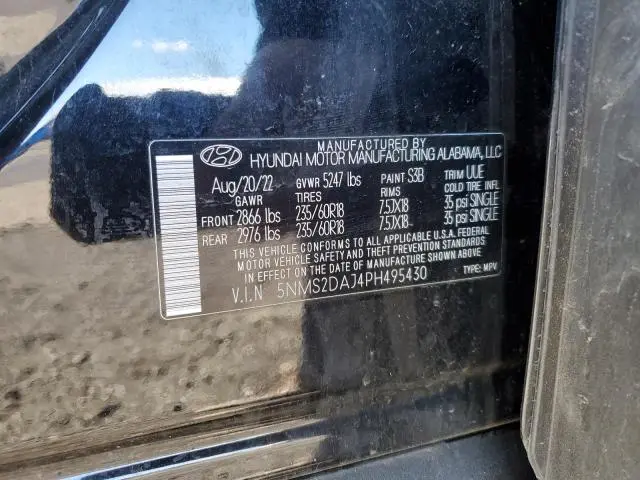 MANUFACTURED BY
HYUNDAI MOTOR MANUFACTURING ALABAMA, LLC
Aug/20/22 GVWR 5247 lbs PAINT S3B TRIM UUE
GAWR TIRES RIMS COLD TIRE INFL.
FRONT 2866 lbs 235/60R18 7.5JX18 35 psi SINGLE
REAR 2976 lbs 235/60R18 7.5JX18 35 psi SINGLE
THIS VEHICLE CONFORMS TO ALL APPLICABLE U.S.A. FEDERAL
MOTOR VEHICLE SAFETY AND THEFT PREVENTION STANDARDS
IN EFFECT ON THE DATE OF MANUFACTURE SHOWN ABOVE.
V.I.N 5NMS2DAJ4PH495430 TYPE: MPV